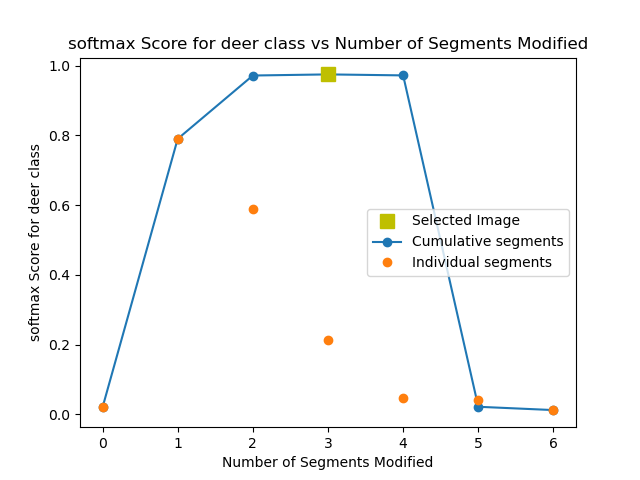 softmax Score for deer class vs Number of Segments Modified
1.0
0.8
0.6
0.4
0.2
0.0
softmax Score for deer class
Selected Image
Cumulative segments
Individual segments
0 1 2 3 4 5 6
Number of Segments Modified